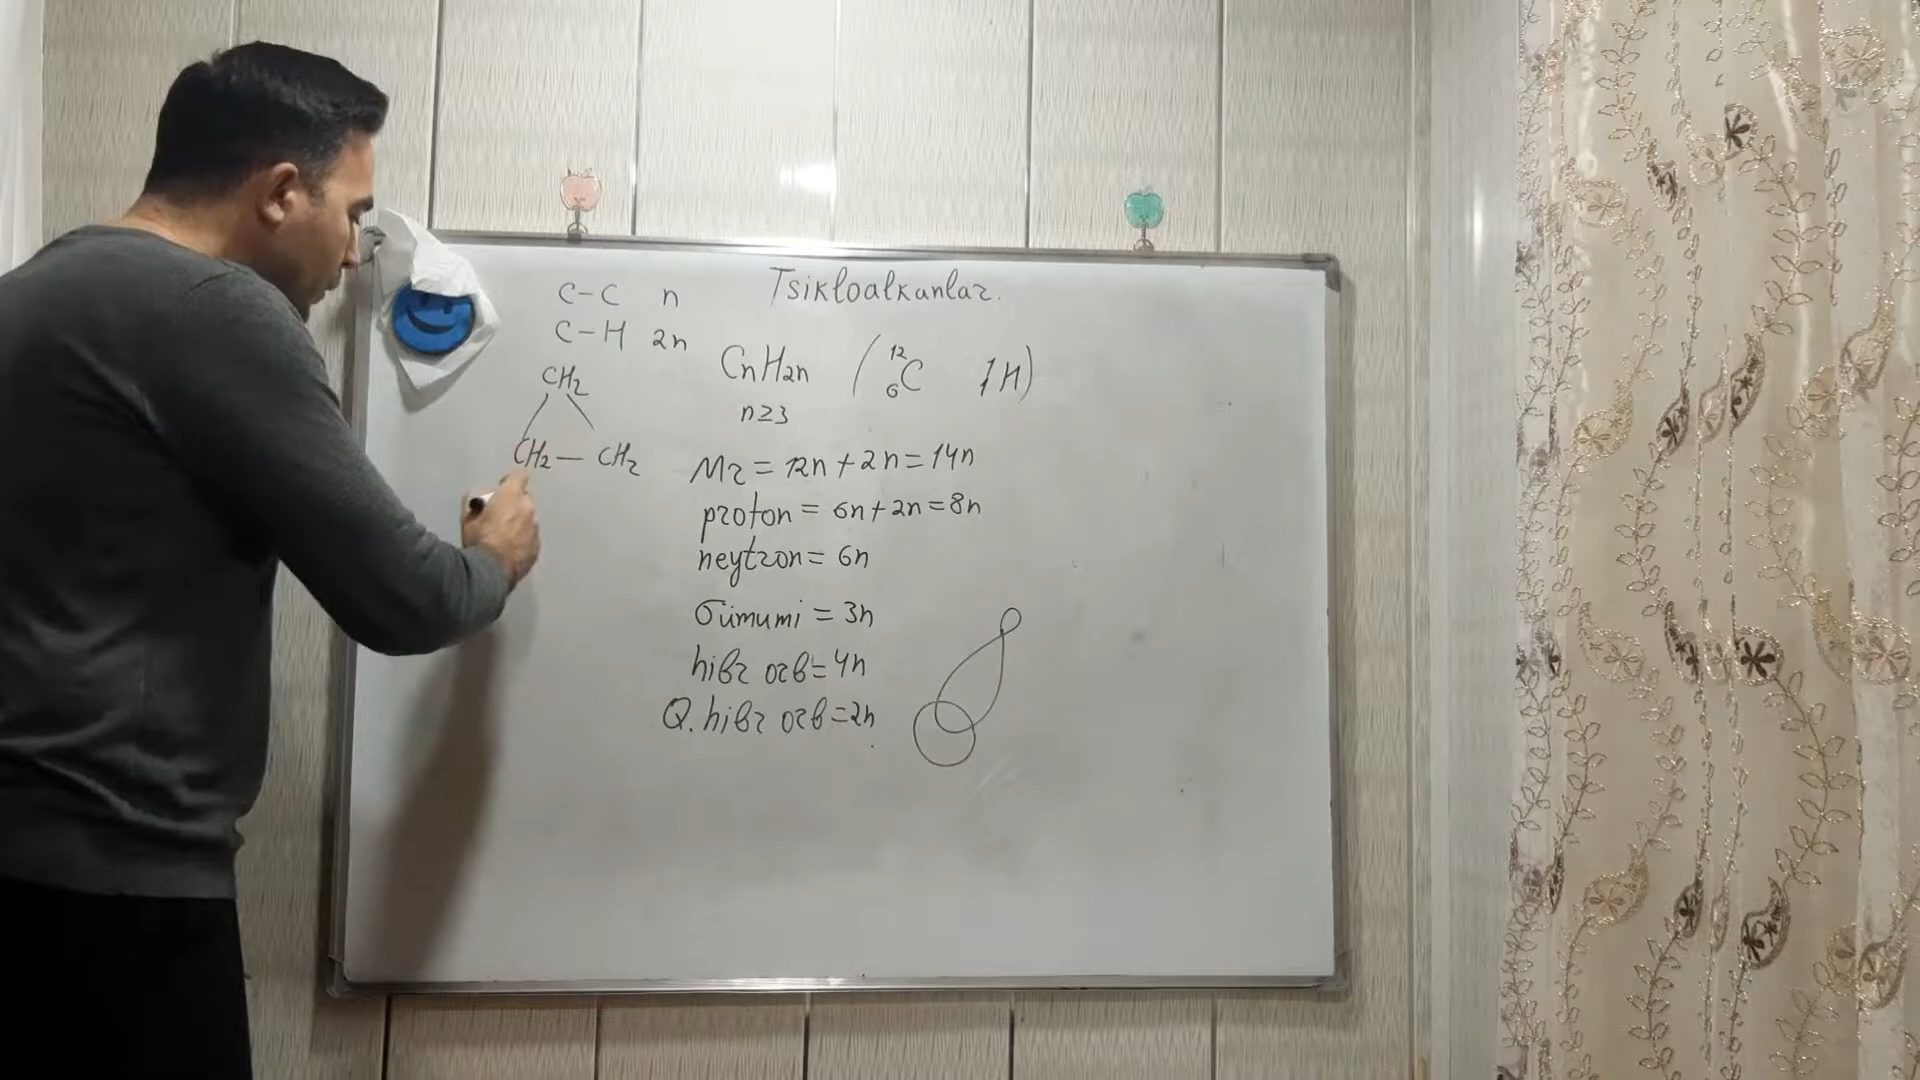 Tsikloalkanlar.
C-C n
C-H 2n
CnH2n (¹²₆C ₁H)
n≥3
CH2
CH2 — CH2
Mr = 12n + 2n = 14n
proton = 6n + 2n = 8n
neytron = 6n
σümumi = 3n
hibr orb = 4n
Q. hibr orb = 2n